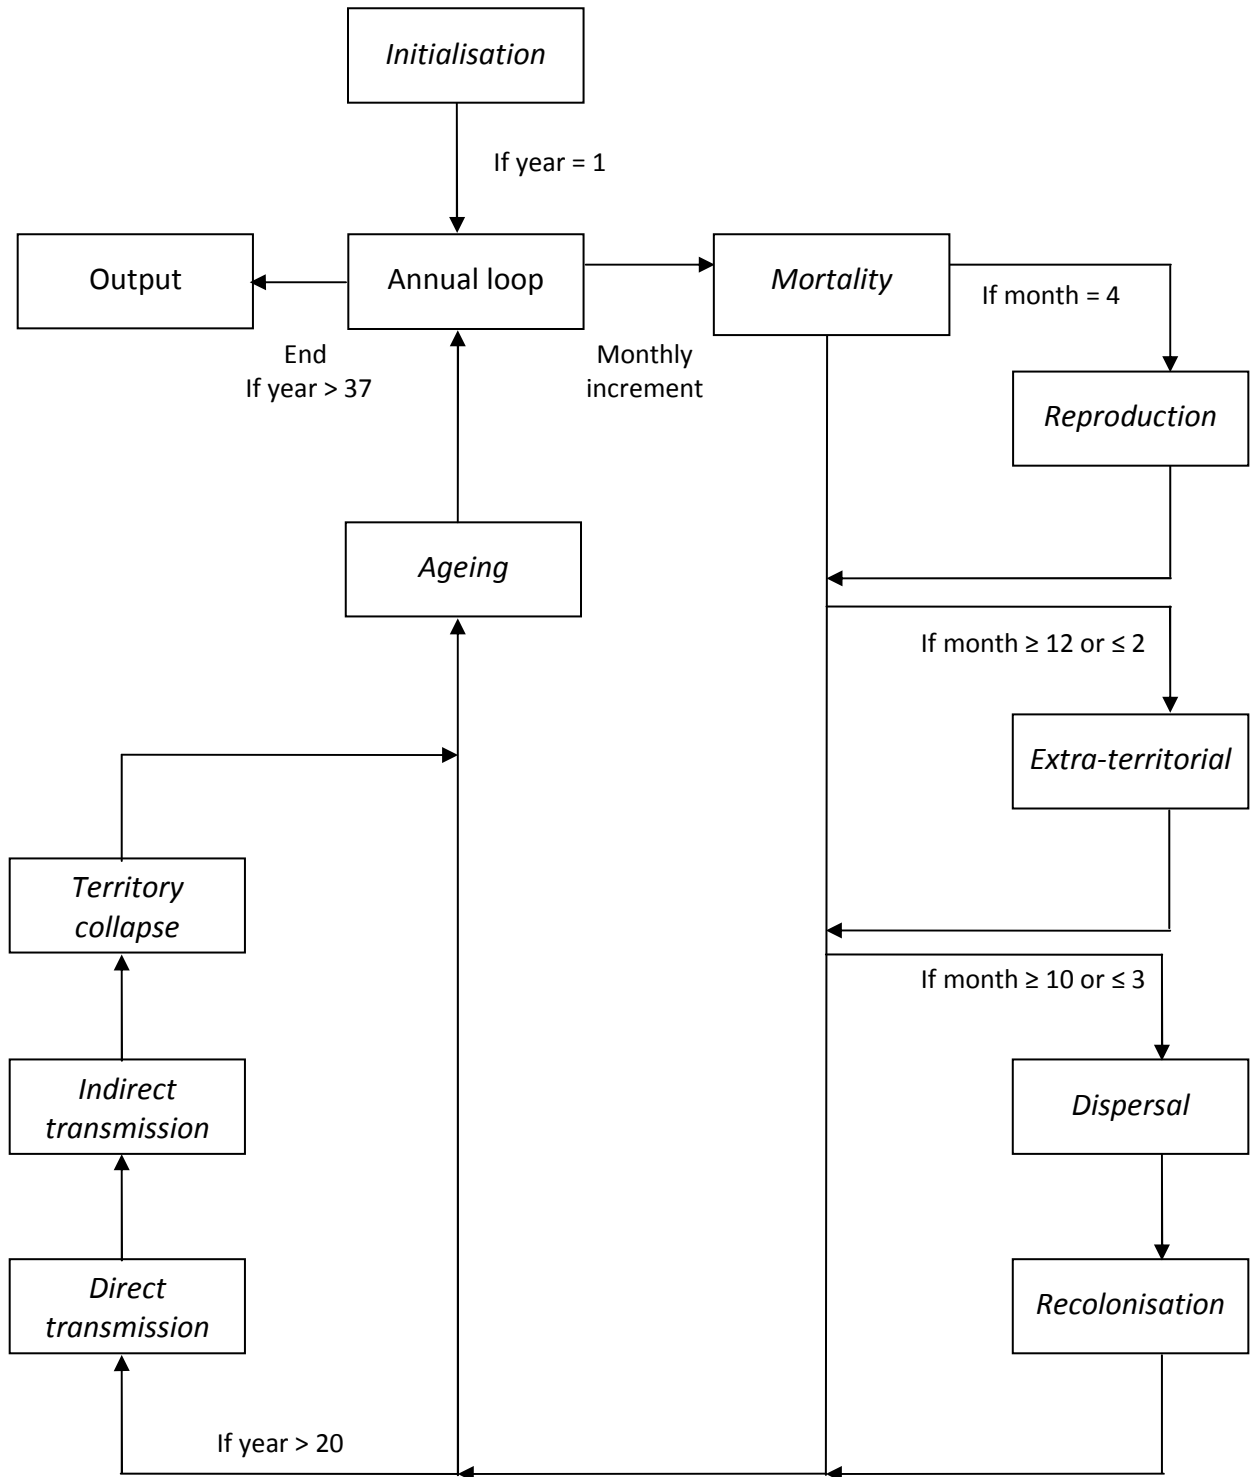 Initialisation
If year = 1
Output
Annual loop
Mortality
If month = 4
End
If year > 37
Monthly
increment
Reproduction
Ageing
If month ≥ 12 or ≤ 2
Extra-territorial
Territory
collapse
If month ≥ 10 or ≤ 3
Indirect
transmission
Dispersal
Direct
transmission
Recolonisation
If year > 20